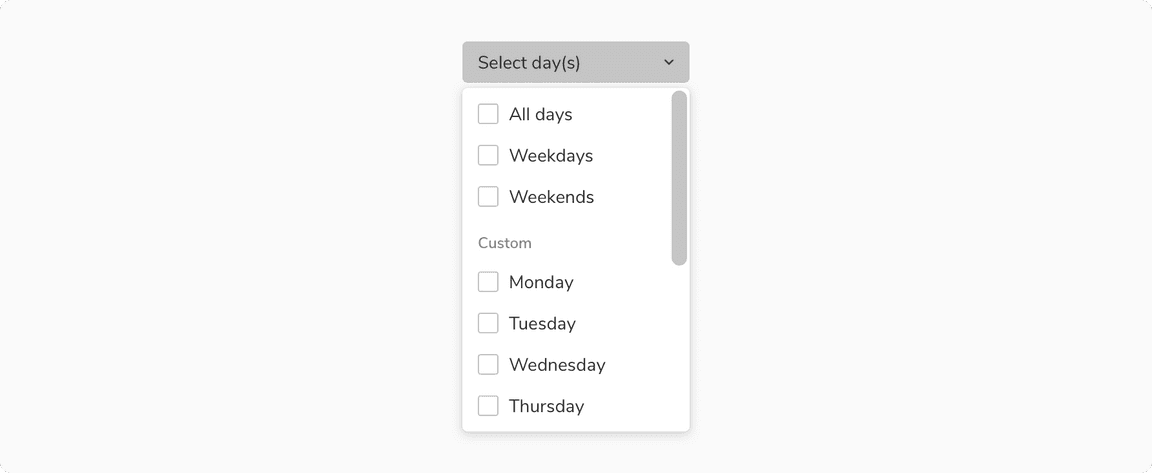 Select day(s)
All days
Weekdays
Weekends
Custom
Monday
Tuesday
Wednesday
Thursday